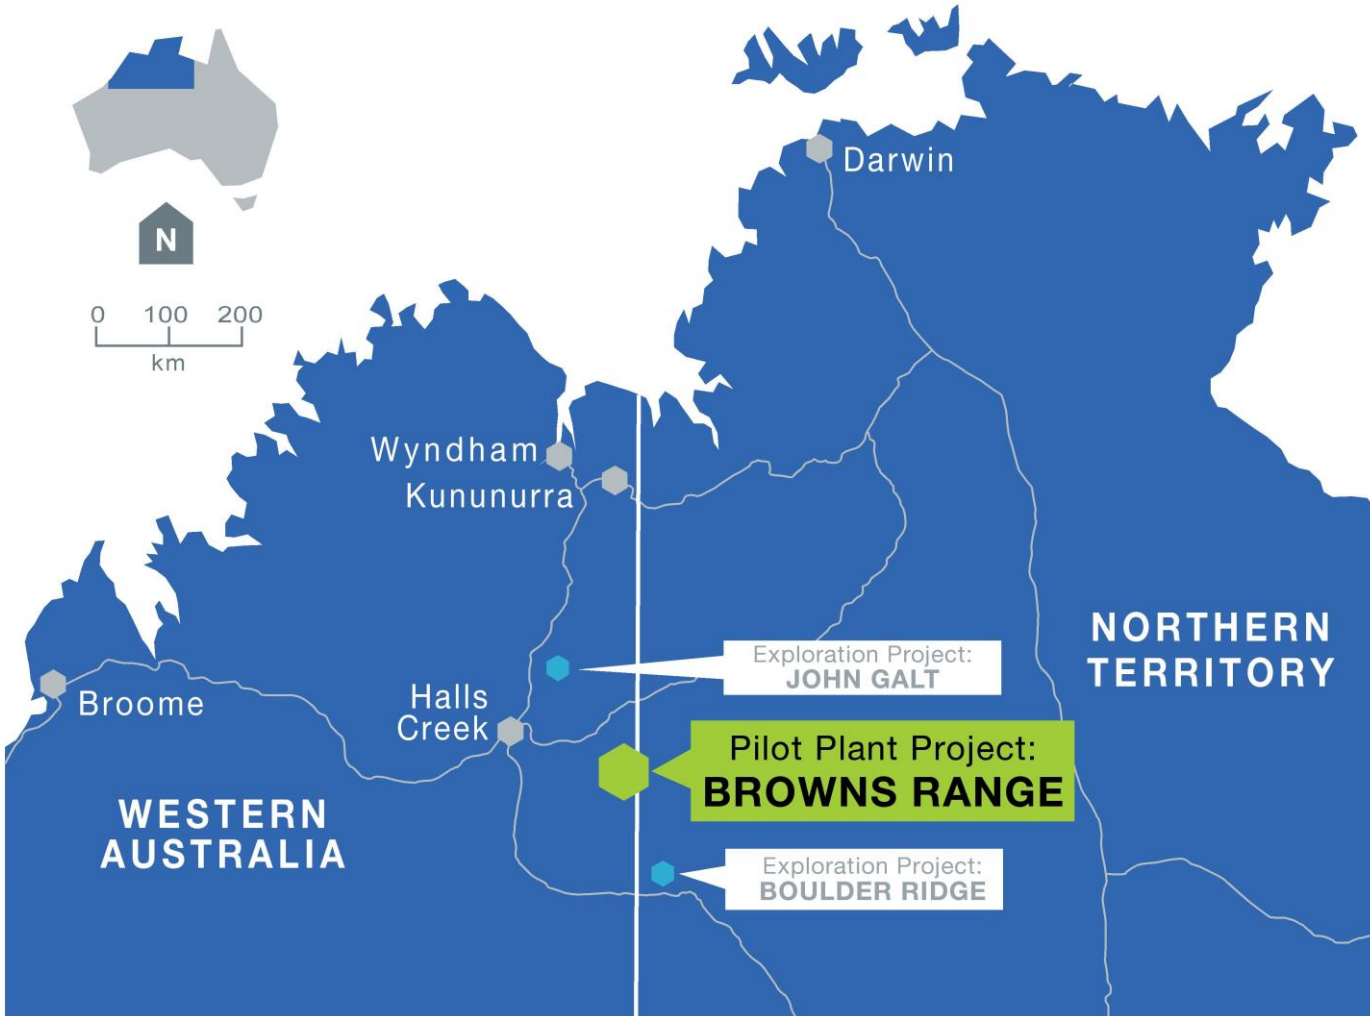 N
0 100 200
km
Darwin
Wyndham
Kununurra
Broome
Halls
Creek
Exploration Project:
JOHN GALT
NORTHERN
TERRITORY
Pilot Plant Project:
BROWNS RANGE
WESTERN
AUSTRALIA
Exploration Project:
BOULDER RIDGE